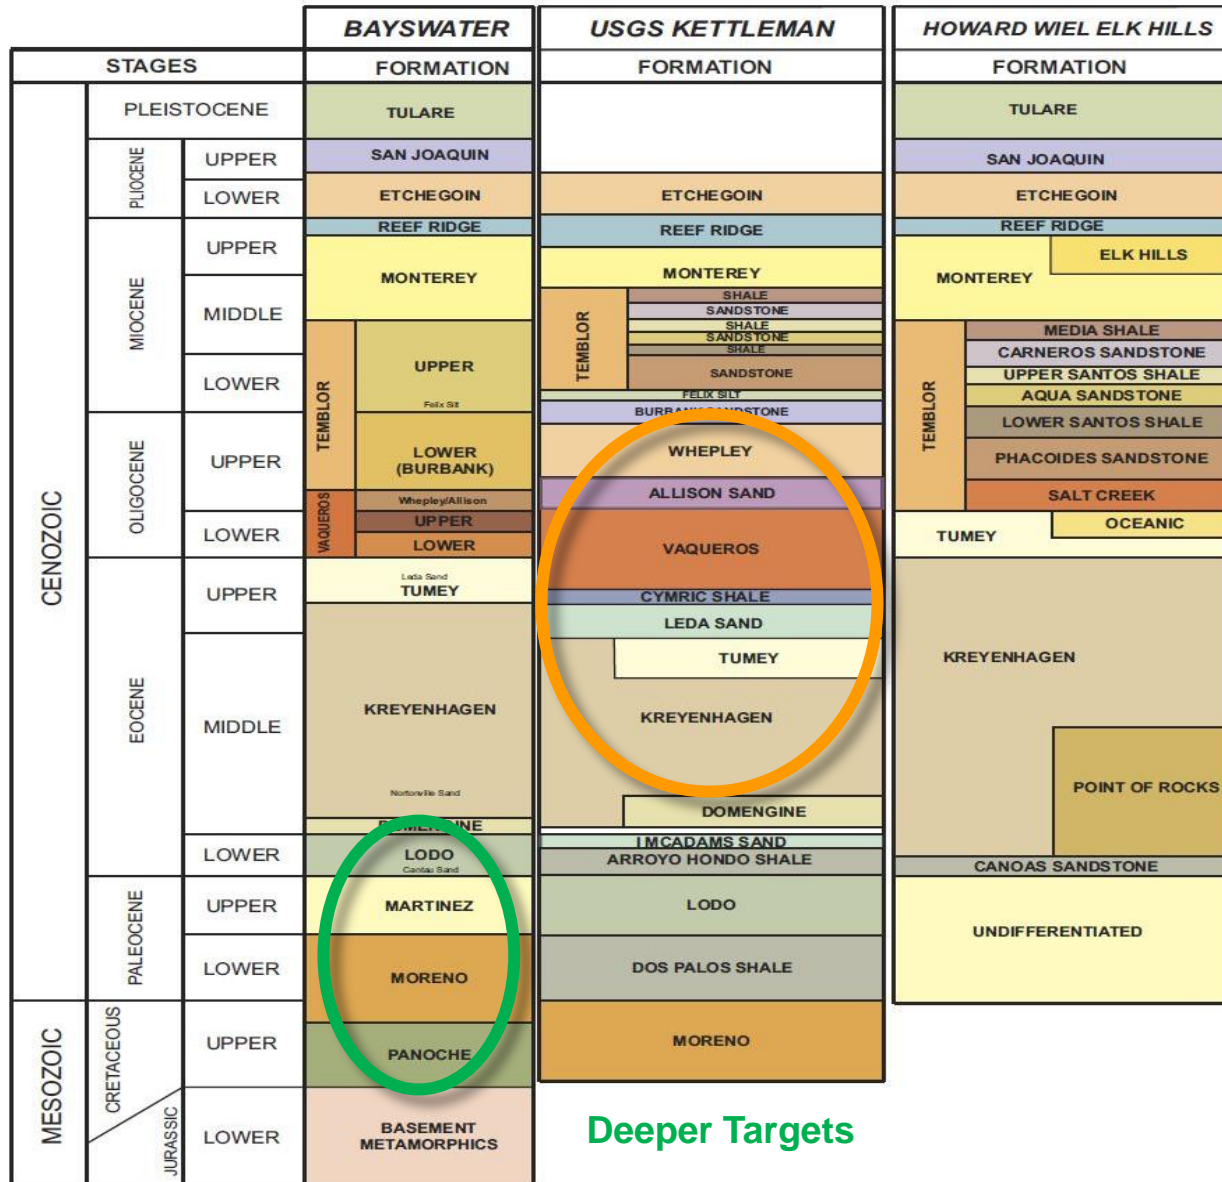 BAYSWATER USGS KETTLEMAN HOWARD WIEL ELK HILLS
STAGES FORMATION FORMATION FORMATION
CENOZOIC
MESOZOIC
PLEISTOCENE
PLIOCENE
UPPER
LOWER
MIOCENE
UPPER
MIDDLE
LOWER
OLIGOCENE
UPPER
LOWER
EOCENE
UPPER
MIDDLE
LOWER
PALEOCENE
UPPER
LOWER
CRETACEOUS
UPPER
JURASSIC
LOWER
TULARE
SAN JOAQUIN
ETCHEGOIN
REEF RIDGE
MONTEREY
TEMBLOR
UPPER
Felix Silt
LOWER
(BURBANK)
VAQUEROS
Whepley/Allison
UPPER
LOWER
Leda Sand
TUMEY
KREYENHAGEN
Nortonville Sand
DOMENGINE
LODO
Cantau Sand
MARTINEZ
MORENO
PANOCHE
BASEMENT
METAMORPHICS
ETCHEGOIN
REEF RIDGE
MONTEREY
TEMBLOR
SHALE
SANDSTONE
SHALE
SANDSTONE
SHALE
SANDSTONE
FELIX SILT
BURBANK SANDSTONE
WHEPLEY
ALLISON SAND
VAQUEROS
CYMRIC SHALE
LEDA SAND
TUMEY
KREYENHAGEN
DOMENGINE
IMCADAMS SAND
ARROYO HONDO SHALE
LODO
DOS PALOS SHALE
MORENO
Deeper Targets
TULARE
SAN JOAQUIN
ETCHEGOIN
REEF RIDGE
ELK HILLS
MONTEREY
TEMBLOR
MEDIA SHALE
CARNEROS SANDSTONE
UPPER SANTOS SHALE
AQUA SANDSTONE
LOWER SANTOS SHALE
PHACOIDES SANDSTONE
SALT CREEK
OCEANIC
TUMEY
KREYENHAGEN
POINT OF ROCKS
CANOAS SANDSTONE
UNDIFFERENTIATED